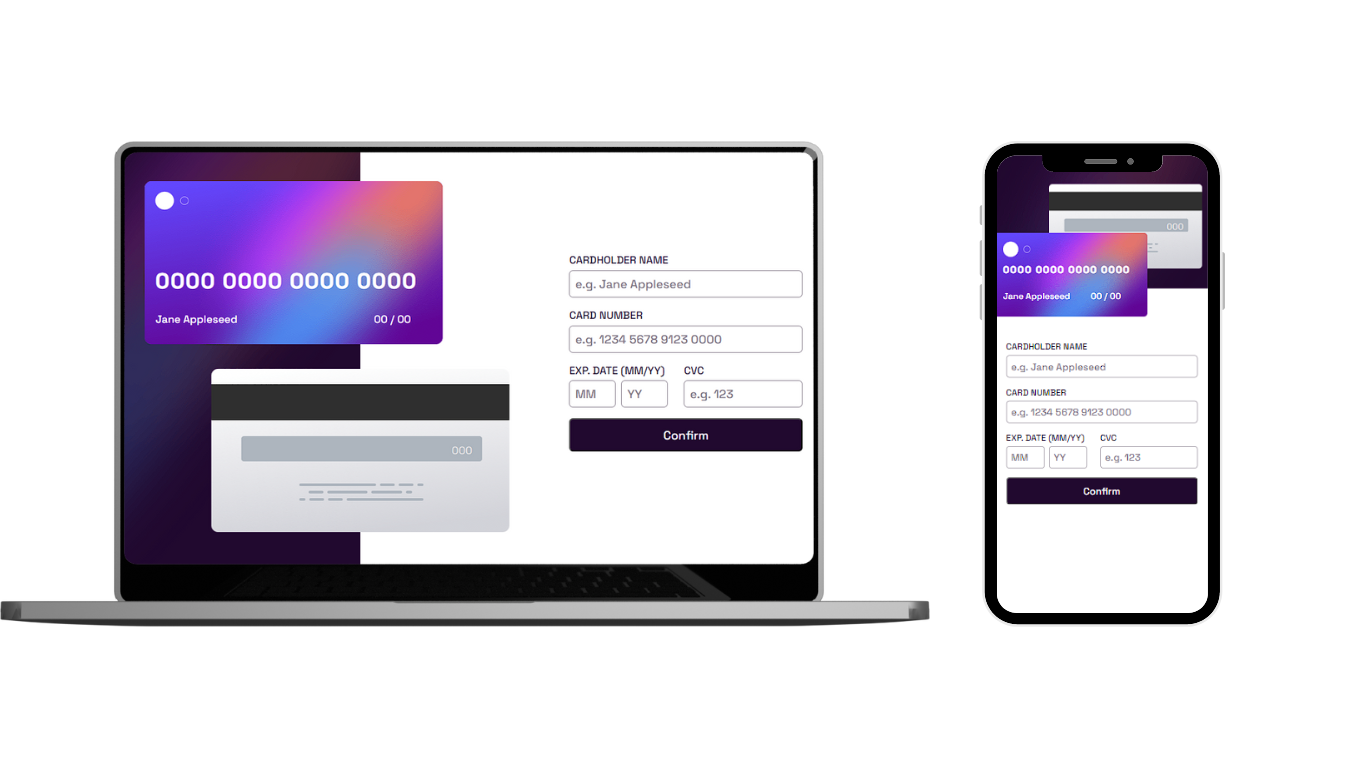 0000 0000 0000 0000
Jane Appleseed 00 / 00
000
CARDHOLDER NAME
e.g. Jane Appleseed
CARD NUMBER
e.g. 1234 5678 9123 0000
EXP. DATE (MM/YY) CVC
MM YY e.g. 123
Confirm
000
0000 0000 0000 0000
Jane Appleseed 00 / 00
CARDHOLDER NAME
e.g. Jane Appleseed
CARD NUMBER
e.g. 1234 5678 9123 0000
EXP. DATE (MM/YY) CVC
MM YY e.g. 123
Confirm